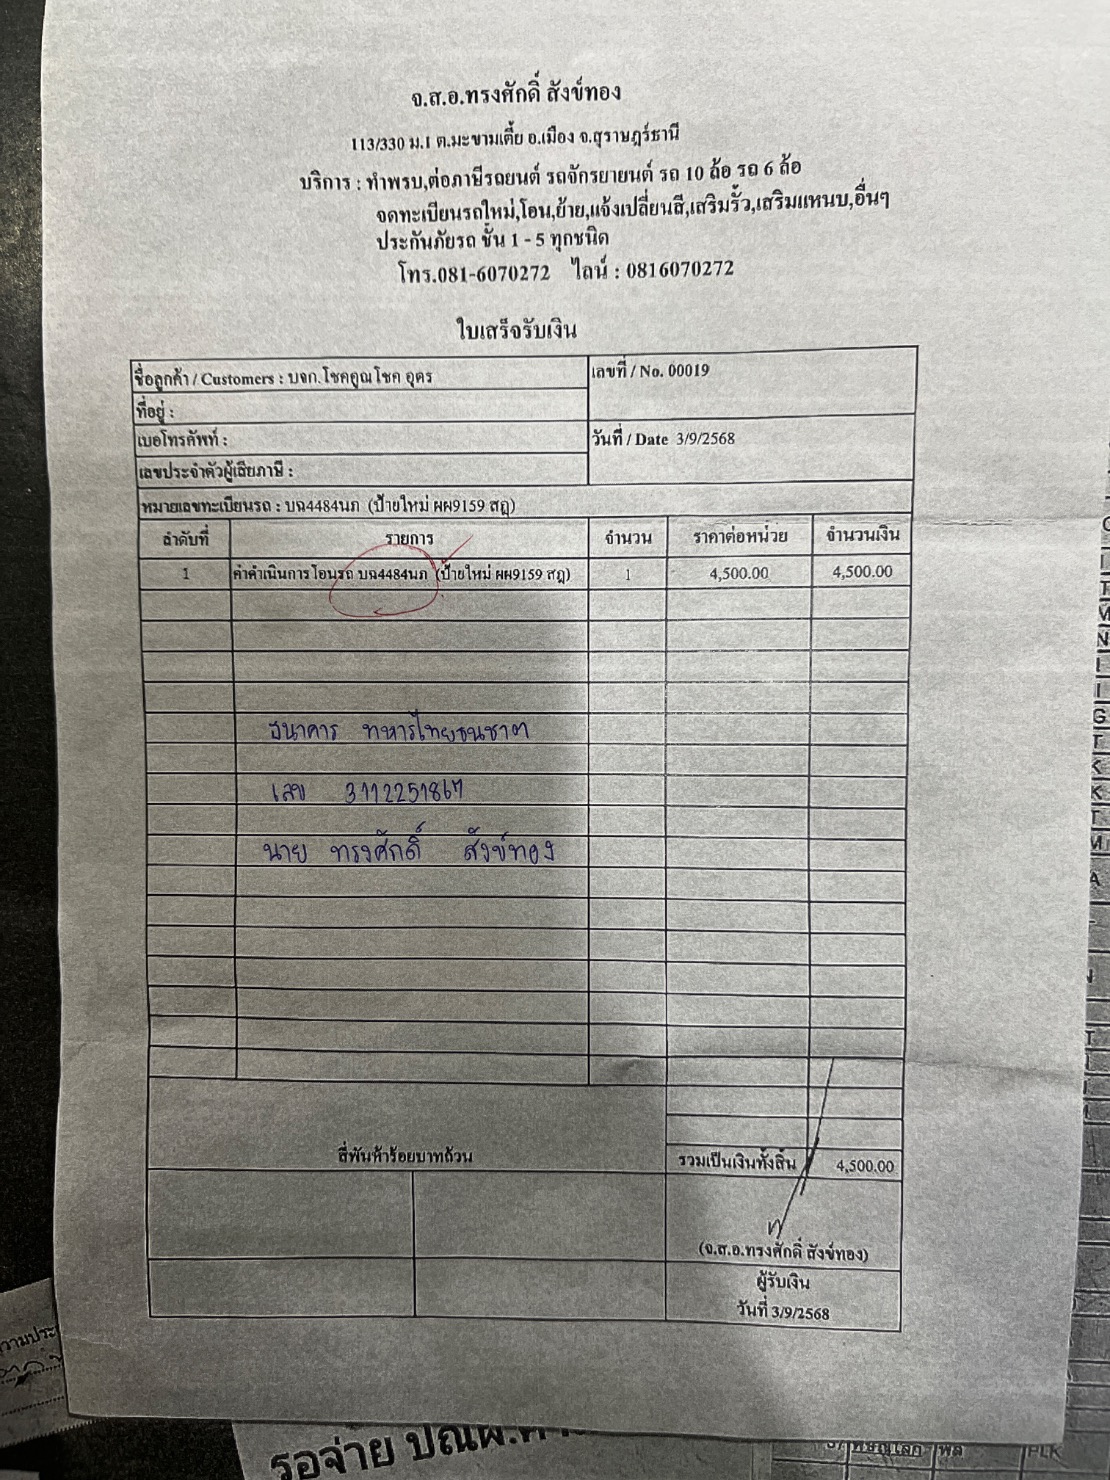 จ.ส.อ.ทรงศักดิ์ สังข์ทอง
113/330 ม.1 ต.มะขามเตี้ย อ.เมือง จ.สุราษฎร์ธานี
บริการ : ทำพรบ,ต่อภาษีรถยนต์ รถจักรยายนต์ รถ 10 ล้อ รถ 6 ล้อ
จดทะเบียนรถใหม่,โอน,ย้าย,แจ้งเปลี่ยนสี,เสริมรั้ว,เสริมแหนบ,อื่นๆ
ประกันภัยรถ ชั้น 1 - 5 ทุกชนิด
โทร.081-6070272 ไลน์ : 0816070272
ใบเสร็จรับเงิน
ชื่อลูกค้า / Customers : บจก.โชคคูณโชค อุดร
เลขที่ / No. 00019
ที่อยู่ :
เบอโทรศัพท์ :
วันที่ / Date 3/9/2568
เลขประจำตัวผู้เสียภาษี :
หมายเลขทะเบียนรถ : บฉ4484นภ (ป้ายใหม่ ผผ9159 สฎ)
ลำดับที่ รายการ จำนวน ราคาต่อหน่วย จำนวนเงิน
1 ค่าดำเนินการโอนรถ บฉ4484นภ (ป้ายใหม่ ผผ9159 สฎ) 1 4,500.00 4,500.00
ธนาคาร ทหารไทยธนชาต
เลข 3112251867
นาย ทรงศักดิ์ สังข์ทอง
สี่พันห้าร้อยบาทถ้วน
รวมเป็นเงินทั้งสิ้น 4,500.00
(จ.ส.อ.ทรงศักดิ์ สังข์ทอง)
ผู้รับเงิน
วันที่ 3/9/2568
รอจ่าย
PLK